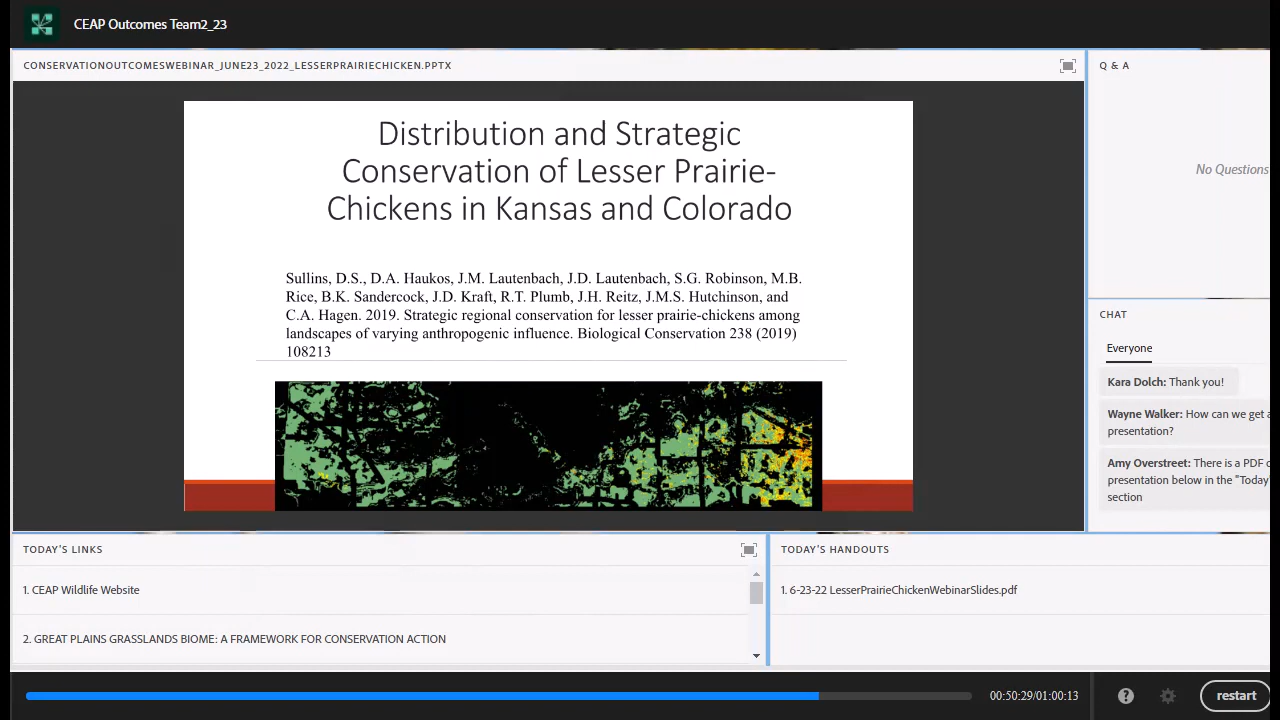 CEAP Outcomes Team2_23
CONSERVATIONOUTCOMESWEBINAR_JUNE23_2022_LESSERPRAIRIECHICKEN.PPTX
Distribution and Strategic
Conservation of Lesser Prairie-
Chickens in Kansas and Colorado
Sullins, D.S., D.A. Haukos, J.M. Lautenbach, J.D. Lautenbach, S.G. Robinson, M.B.
Rice, B.K. Sandercock, J.D. Kraft, R.T. Plumb, J.H. Reitz, J.M.S. Hutchinson, and
C.A. Hagen. 2019. Strategic regional conservation for lesser prairie-chickens among
landscapes of varying anthropogenic influence. Biological Conservation 238 (2019)
108213
Q & A
No Questions
CHAT
Everyone
Kara Dolch: Thank you!
Wayne Walker: How can we get a
presentation?
Amy Overstreet: There is a PDF
presentation below in the "Today
section
TODAY'S LINKS
1. CEAP Wildlife Website
2. GREAT PLAINS GRASSLANDS BIOME: A FRAMEWORK FOR CONSERVATION ACTION
TODAY'S HANDOUTS
1. 6-23-22 LesserPrairieChickenWebinarSlides.pdf
00:50:29/01:00:13
?
restart